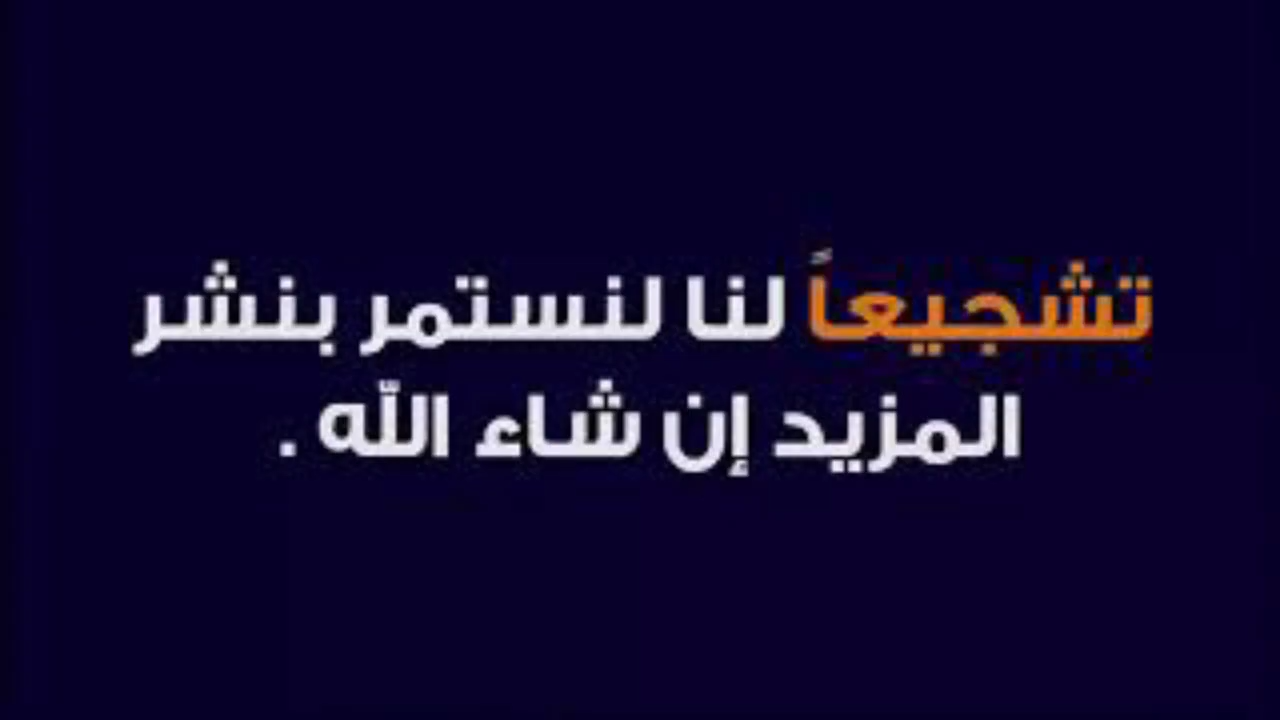 تشجيعاً لنا لنستمر بنشر
المزيد إن شاء الله .